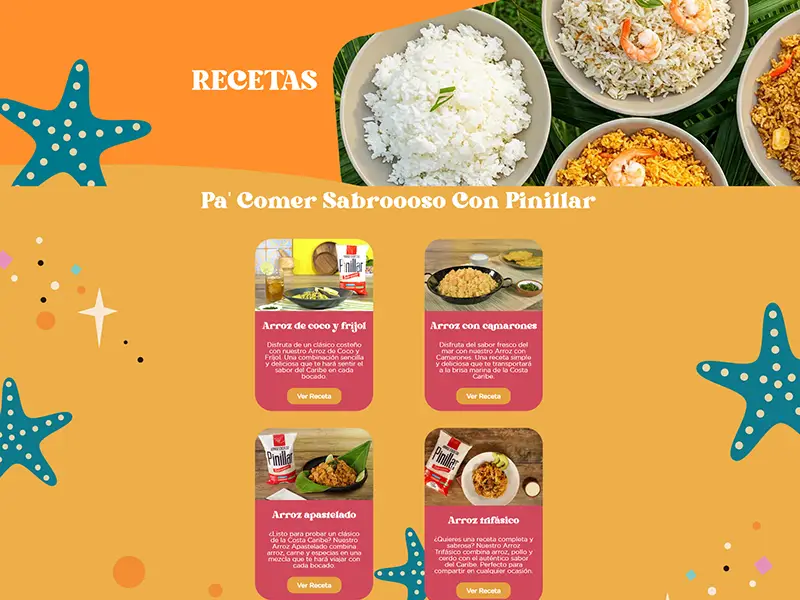 RECETAS
Pa' Comer Sabroooso Con Pinillar
Pinillar
Arroz de coco y frijol
Disfruta de un clásico costeño
con nuestro Arroz de Coco y
Fríjol. Una combinación sencilla
y deliciosa que te hará sentir el
sabor del Caribe en cada
bocado.
Ver Receta
Arroz con camarones
Disfruta del sabor fresco del
mar con nuestro Arroz con
Camarones. Una receta simple
y deliciosa que te transportará
a la brisa marina de la Costa
Caribe.
Ver Receta
Pinillar
Arroz apastelado
¿Listo para probar un clásico
de la Costa Caribe? Nuestro
Arroz Apastelado combina
arroz, carne y especias en una
mezcla que te hará viajar con
cada bocado.
Ver Receta
Pinillar
Arroz trifásico
¿Quieres una receta completa y
sabrosa? Nuestro Arroz
Trifásico combina arroz, pollo y
cerdo con el auténtico sabor
del Caribe. Perfecto para
compartir en cualquier ocasión.
Ver Receta